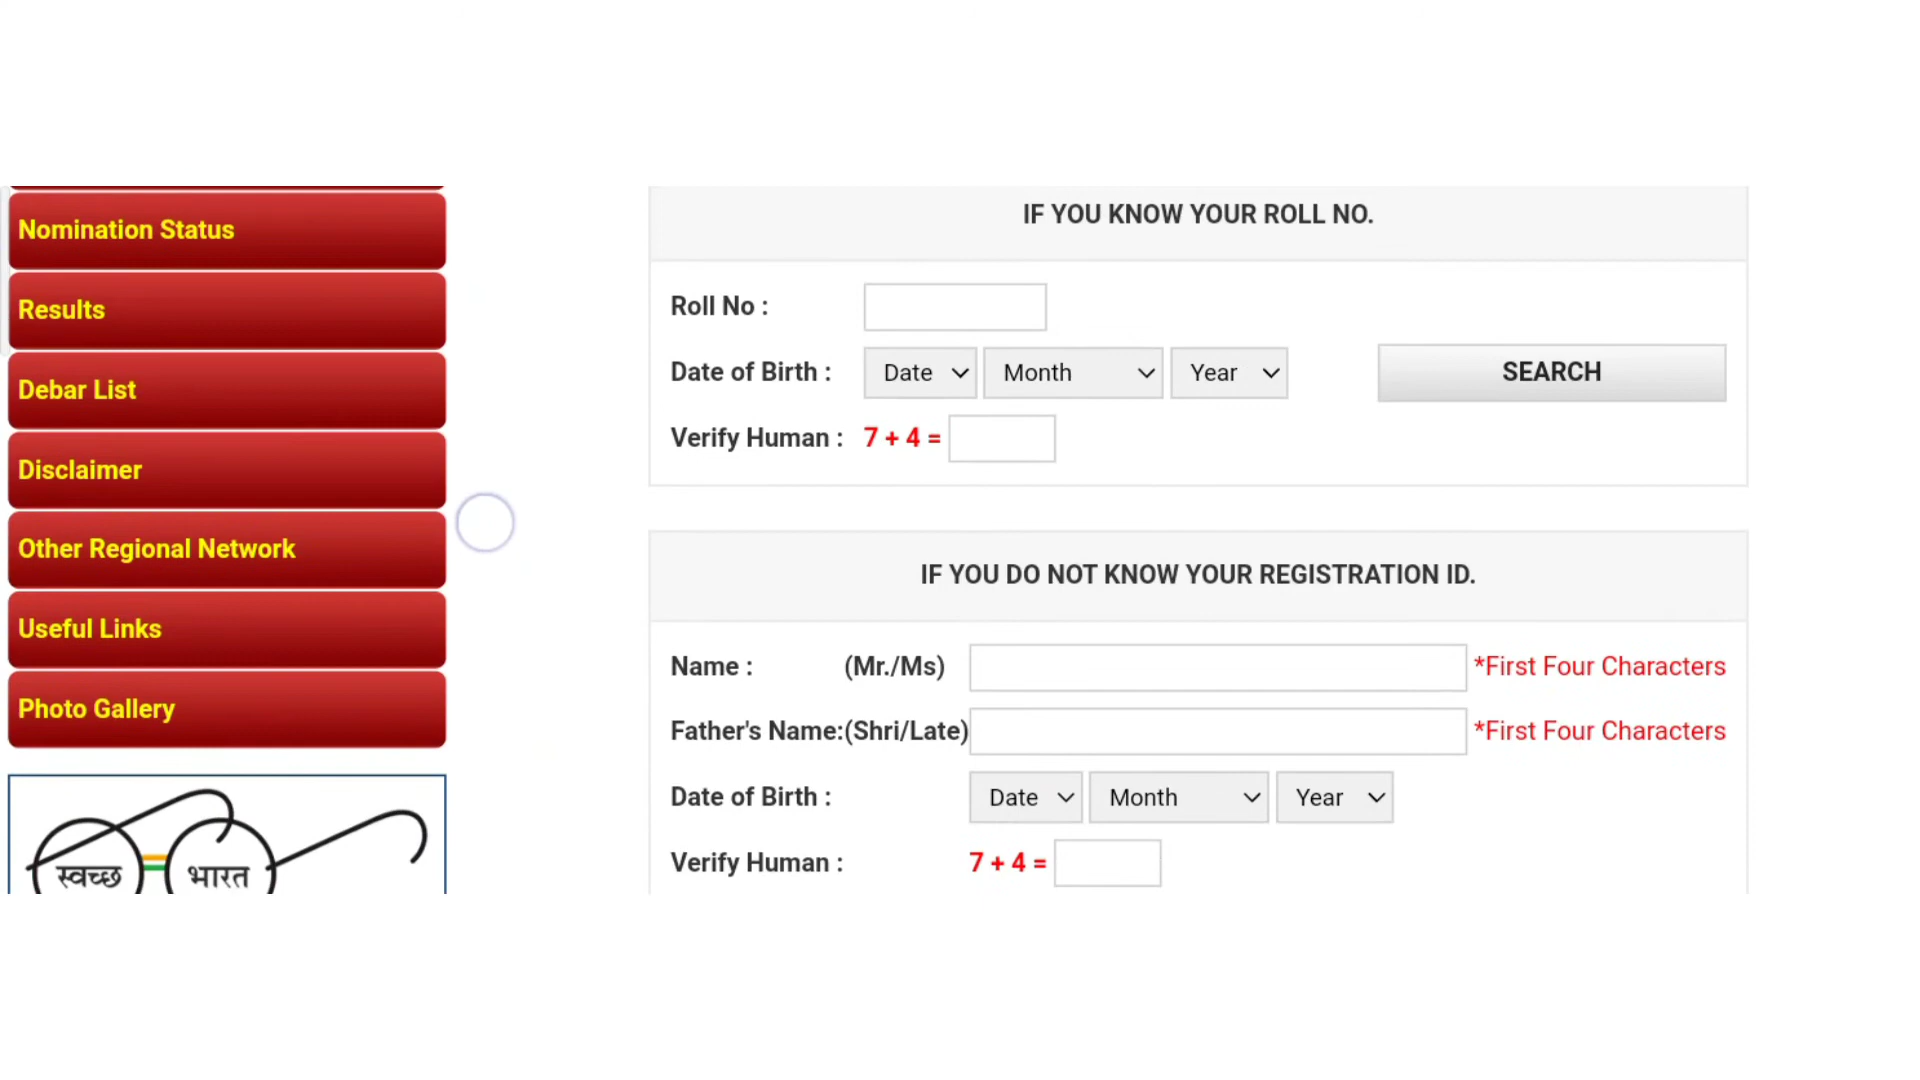 Nomination Status
Results
Debar List
Disclaimer
Other Regional Network
Useful Links
Photo Gallery
स्वच्छ भारत
IF YOU KNOW YOUR ROLL NO.
Roll No :
Date of Birth : Date Month Year SEARCH
Verify Human : 7 + 4 =
IF YOU DO NOT KNOW YOUR REGISTRATION ID.
Name : (Mr./Ms) *First Four Characters
Father's Name:(Shri/Late) *First Four Characters
Date of Birth : Date Month Year
Verify Human : 7 + 4 =